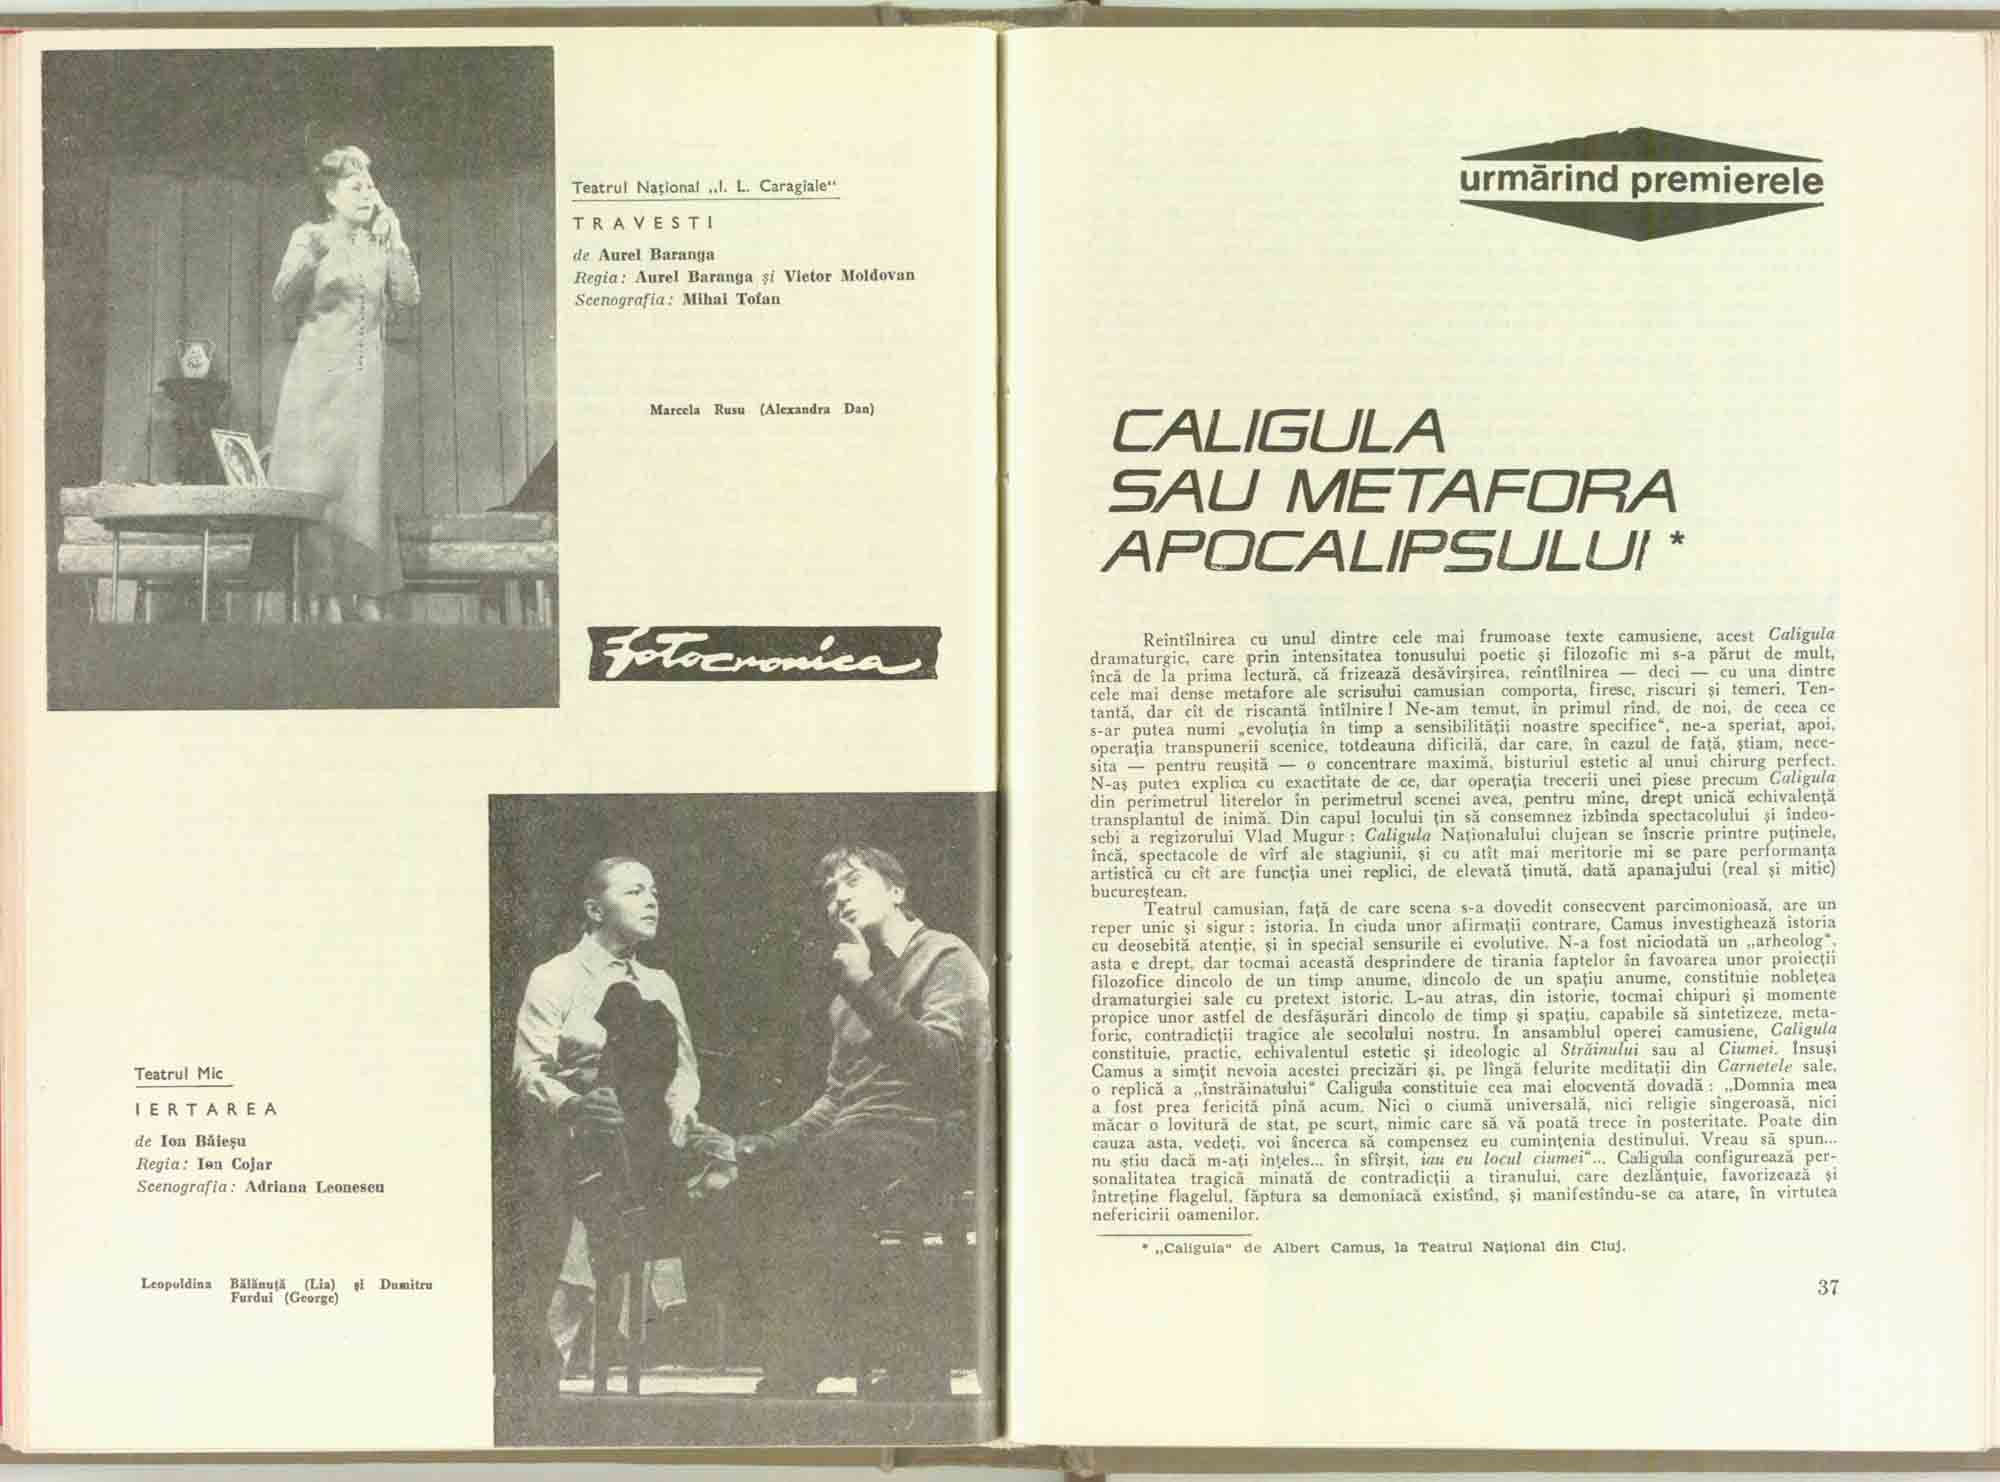 Teatrul Național „I. L. Caragiale“
TRAVESTI
de Aurel Baranga
Regia: Aurel Baranga și Victor Moldovan
Scenografia: Mihai Tofan
Marcela Rusu (Alexandra Dan)
fotocronica
Teatrul Mic
IERTAREA
de Ion Băieșu
Regia: Ion Cojar
Scenografia: Adriana Leonescu
Leopoldina Bălănuță (Lia) și Dumitru
Furdui (George)
urmărind premierele
CALIGULA
SAU METAFORA
APOCALIPSULUI *
Reîntîlnirea cu unul dintre cele mai frumoase texte camusiene, acest Caligula
dramaturgic, care prin intensitatea tonusului poetic și filozofic mi s-a părut de mult,
încă de la prima lectură, că frizează desăvîrșirea, reîntîlnirea — deci — cu una dintre
cele mai dense metafore ale scrisului camusian comporta, firesc, riscuri și temeri. Ten-
tantă, dar cît de riscantă întîlnire ! Ne-am temut, în primul rînd, de noi, de ceea ce
s-ar putea numi „evoluția în timp a sensibilității noastre specifice“, ne-a speriat, apoi,
operația transpunerii scenice, totdeauna dificilă, dar care, în cazul de față, știam, nece-
sita — pentru reușită — o concentrare maximă, bisturiul estetic al unui chirurg perfect.
N-aș putea explica cu exactitate de ce, dar operația trecerii unei piese precum Caligula
din perimetrul literelor în perimetrul scenei avea, pentru mine, drept unică echivalență
transplantul de inimă. Din capul locului țin să consemnez izbînda spectacolului și îndeo-
sebi a regizorului Vlad Mugur : Caligula Naționalului clujean se înscrie printre puținele,
încă, spectacole de vîrf ale stagiunii, și cu atît mai meritorie mi se pare performanța
artistică cu cît are funcția unei replici, de elevată ținută, dată apanajului (real și mitic)
bucureștean.
Teatrul camusian, față de care scena s-a dovedit consecvent parcimonioasă, are un
reper unic și sigur : istoria. In ciuda unor afirmații contrare, Camus investighează istoria
cu deosebită atenție, și în special sensurile ei evolutive. N-a fost niciodată un „arheolog“,
asta e drept, dar tocmai această desprindere de tirania faptelor în favoarea unor proiecții
filozofice dincolo de un timp anume, dincolo de un spațiu anume, constituie noblețea
dramaturgiei sale cu pretext istoric. L-au atras, din istorie, tocmai chipuri și momente
propice unor astfel de desfășurări dincolo de timp și spațiu, capabile să sintetizeze, meta-
foric, contradicții tragice ale secolului nostru. In ansamblul operei camusiene, Caligula
constituie, practic, echivalentul estetic și ideologic al Străinului sau al Ciumei. Insuși
Camus a simțit nevoia acestei precizări și, pe lîngă felurite meditații din Carnetele sale,
o replică a „înstrăinatului“ Caligula constituie cea mai elocventă dovadă : „Domnia mea
a fost prea fericită pînă acum. Nici o ciumă universală, nici religie sîngeroasă, nici
măcar o lovitură de stat, pe scurt, nimic care să vă poată trece în posteritate. Poate din
cauza asta, vedeți, voi încerca să compensez eu cumințenia destinului. Vreau să spun...
nu știu dacă m-ați înțeles... în sfîrșit, iau eu locul ciumei“... Caligula configurează per-
sonalitatea tragică minată de contradicții a tiranului, care dezlănțuie, favorizează și
întreține flagelul, făptura sa demoniacă existînd, și manifestîndu-se ca atare, în virtutea
nefericirii oamenilor.
* „Caligula“ de Albert Camus, la Teatrul Național din Cluj.
37